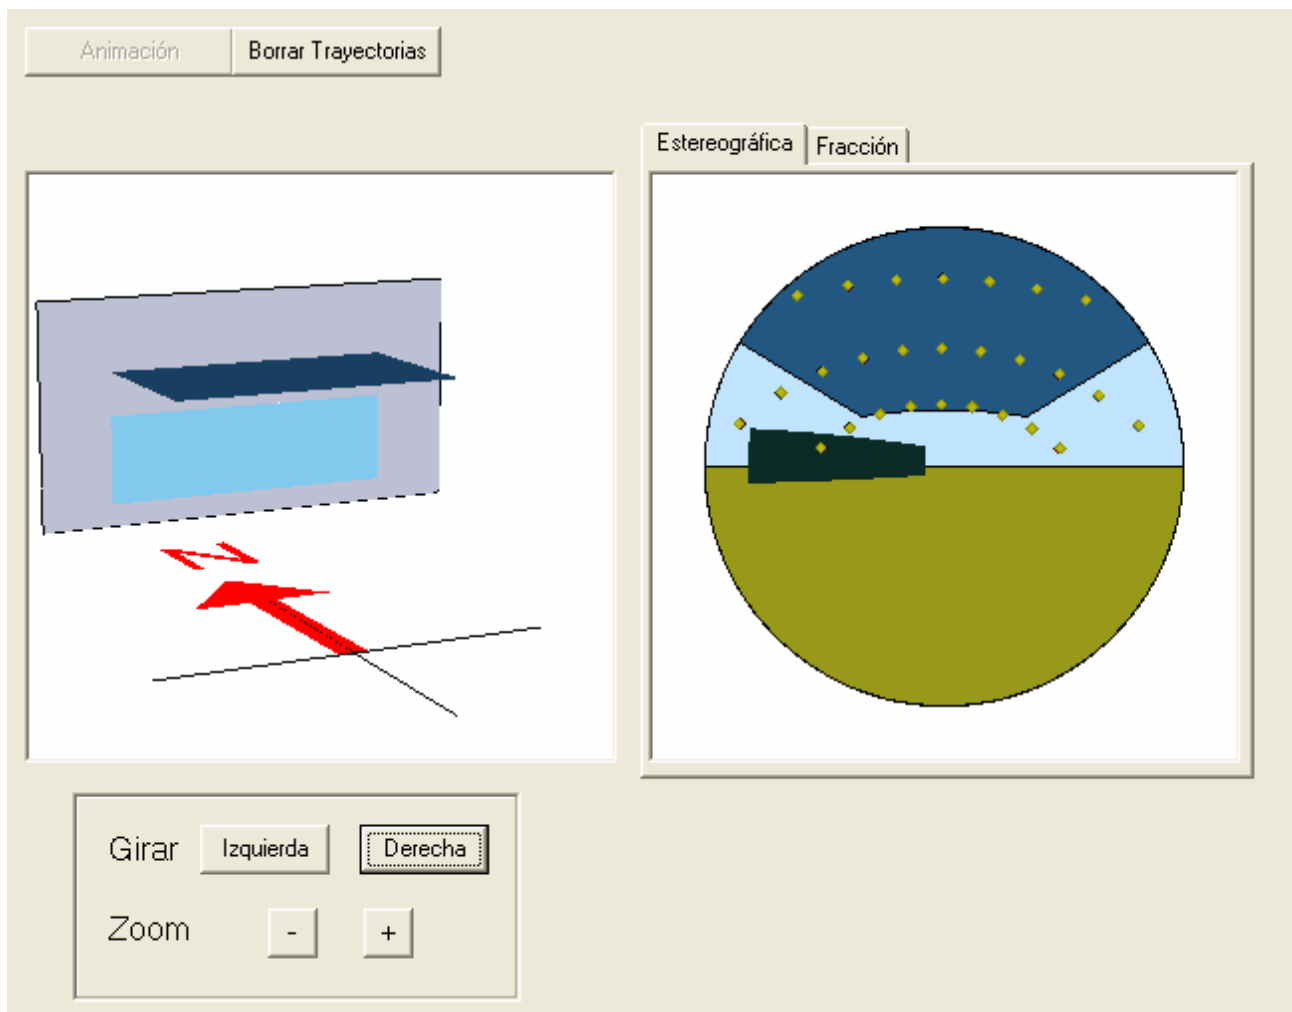 Animación Borrar Trayectorias
Estereográfica Fracción
N
Girar Izquierda Derecha
Zoom - +